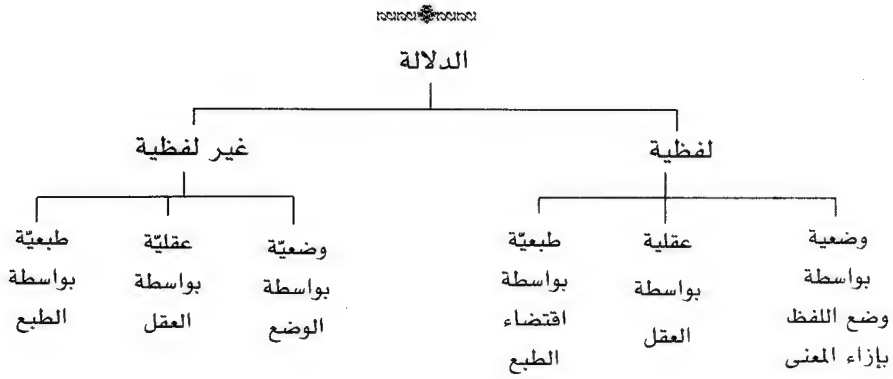 الدلالة
لفظية
غير لفظية
وضعية
بواسطة
وضع اللفظ
بإزاء المعنى
عقلية
بواسطة
العقل
طبعيّة
بواسطة
اقتضاء
الطبع
وضعيّة
بواسطة
الوضع
عقليّة
بواسطة
العقل
طبعيّة
بواسطة
الطبع